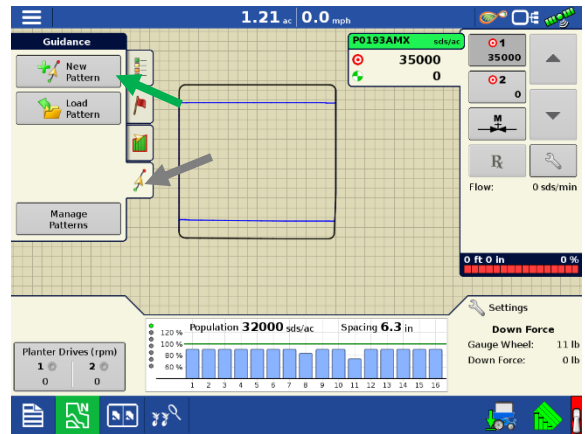 1.21 ac 0.0 mph
Guidance
New
Pattern
Load
Pattern
Manage
Patterns
P0193AMX sds/ac
35000
0
1
35000
2
0
M
Rx
Flow: 0 sds/min
0 ft 0 in 0 %
Settings
Down Force
Gauge Wheel: 11 lb
Down Force: 0 lb
Population 32000 sds/ac Spacing 6.3 in
120 %
100 %
80 %
60 %
1 2 3 4 5 6 7 8 9 10 11 12 13 14 15 16
Planter Drives (rpm)
1 2
0 0
N